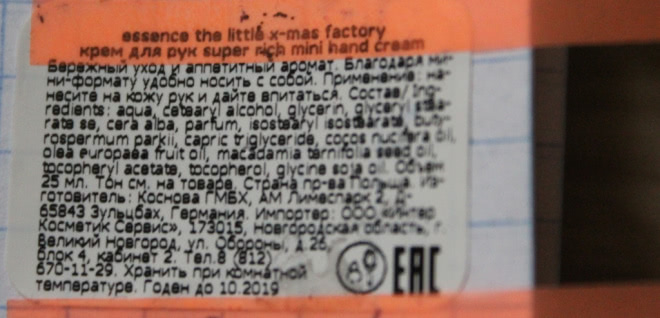 essence the little x-mas factory
крем для рук super rich mini hand cream
Бережный уход и аппетитный аромат. Благодаря ми-
ни-формату удобно носить с собой. Применение: на-
несите на кожу рук и дайте впитаться. Состав/ Ing-
redients: aqua, cetearyl alcohol, glycerin, glyceryl stea-
rate se, cera alba, parfum, isostearyl isostearate, buty-
rospermum parkii, capric triglyceride, cocos nucifera oil,
olea europaea fruit oil, macadamia ternifolia seed oil,
tocopheryl acetate, tocopherol, glycine soja oil. Объем
25 мл. Тон см. на товаре. Страна пр-ва Польша. Из-
готовитель: Коснова ГМБХ, АМ Лимеспарк 2, Д-
65843 Зульцбах, Германия. Импортер: ООО «Интер
Косметик Сервис», 173015, Новгородская область, г.
Великий Новгород, ул. Обороны, д 26,
блок 4, кабинет 2. Тел.8 (812)
670-11-29. Хранить при комнатной
температуре. Годен до 10 2019
EAC